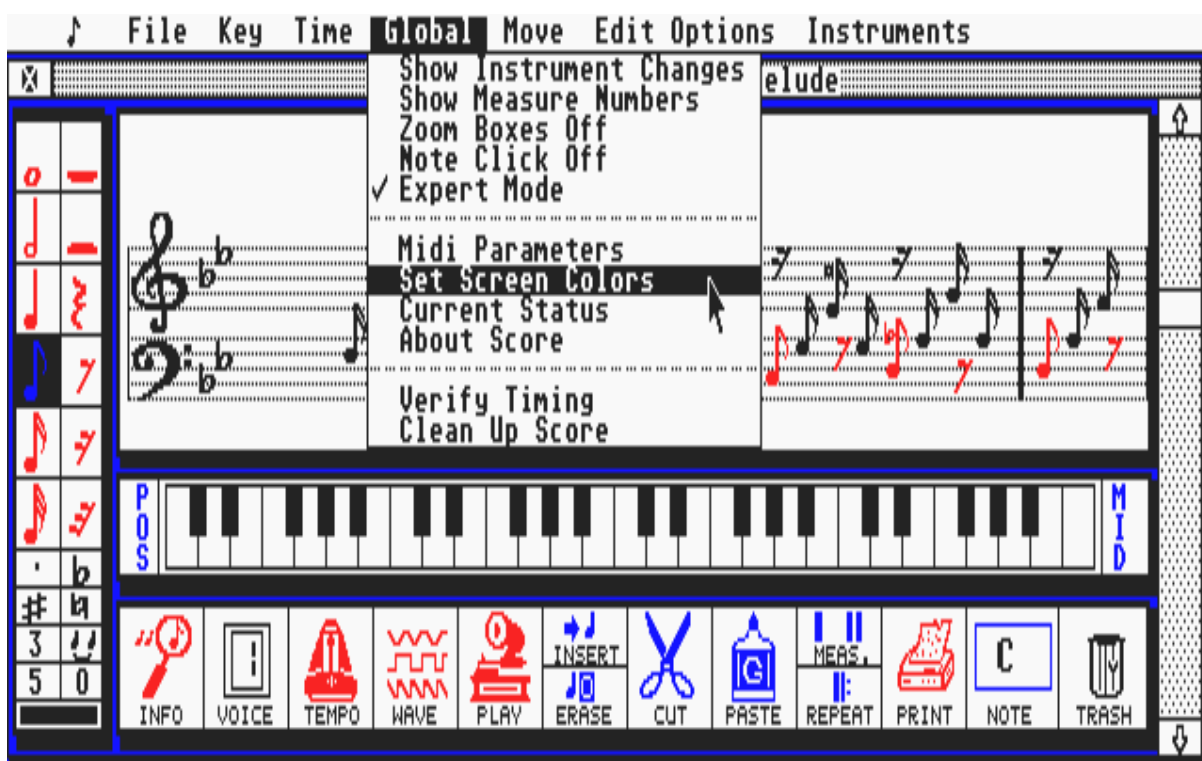 File Key Time Global Move Edit Options Instruments
elude
Show Instrument Changes
Show Measure Numbers
Zoom Boxes Off
Note Click Off
✓ Expert Mode
Midi Parameters
Set Screen Colors
Current Status
About Score
Verify Timing
Clean Up Score
3
5 0
POS
MID
1
INSERT
G
MEAS.
C
INFO VOICE TEMPO WAVE PLAY ERASE CUT PASTE REPEAT PRINT NOTE TRASH